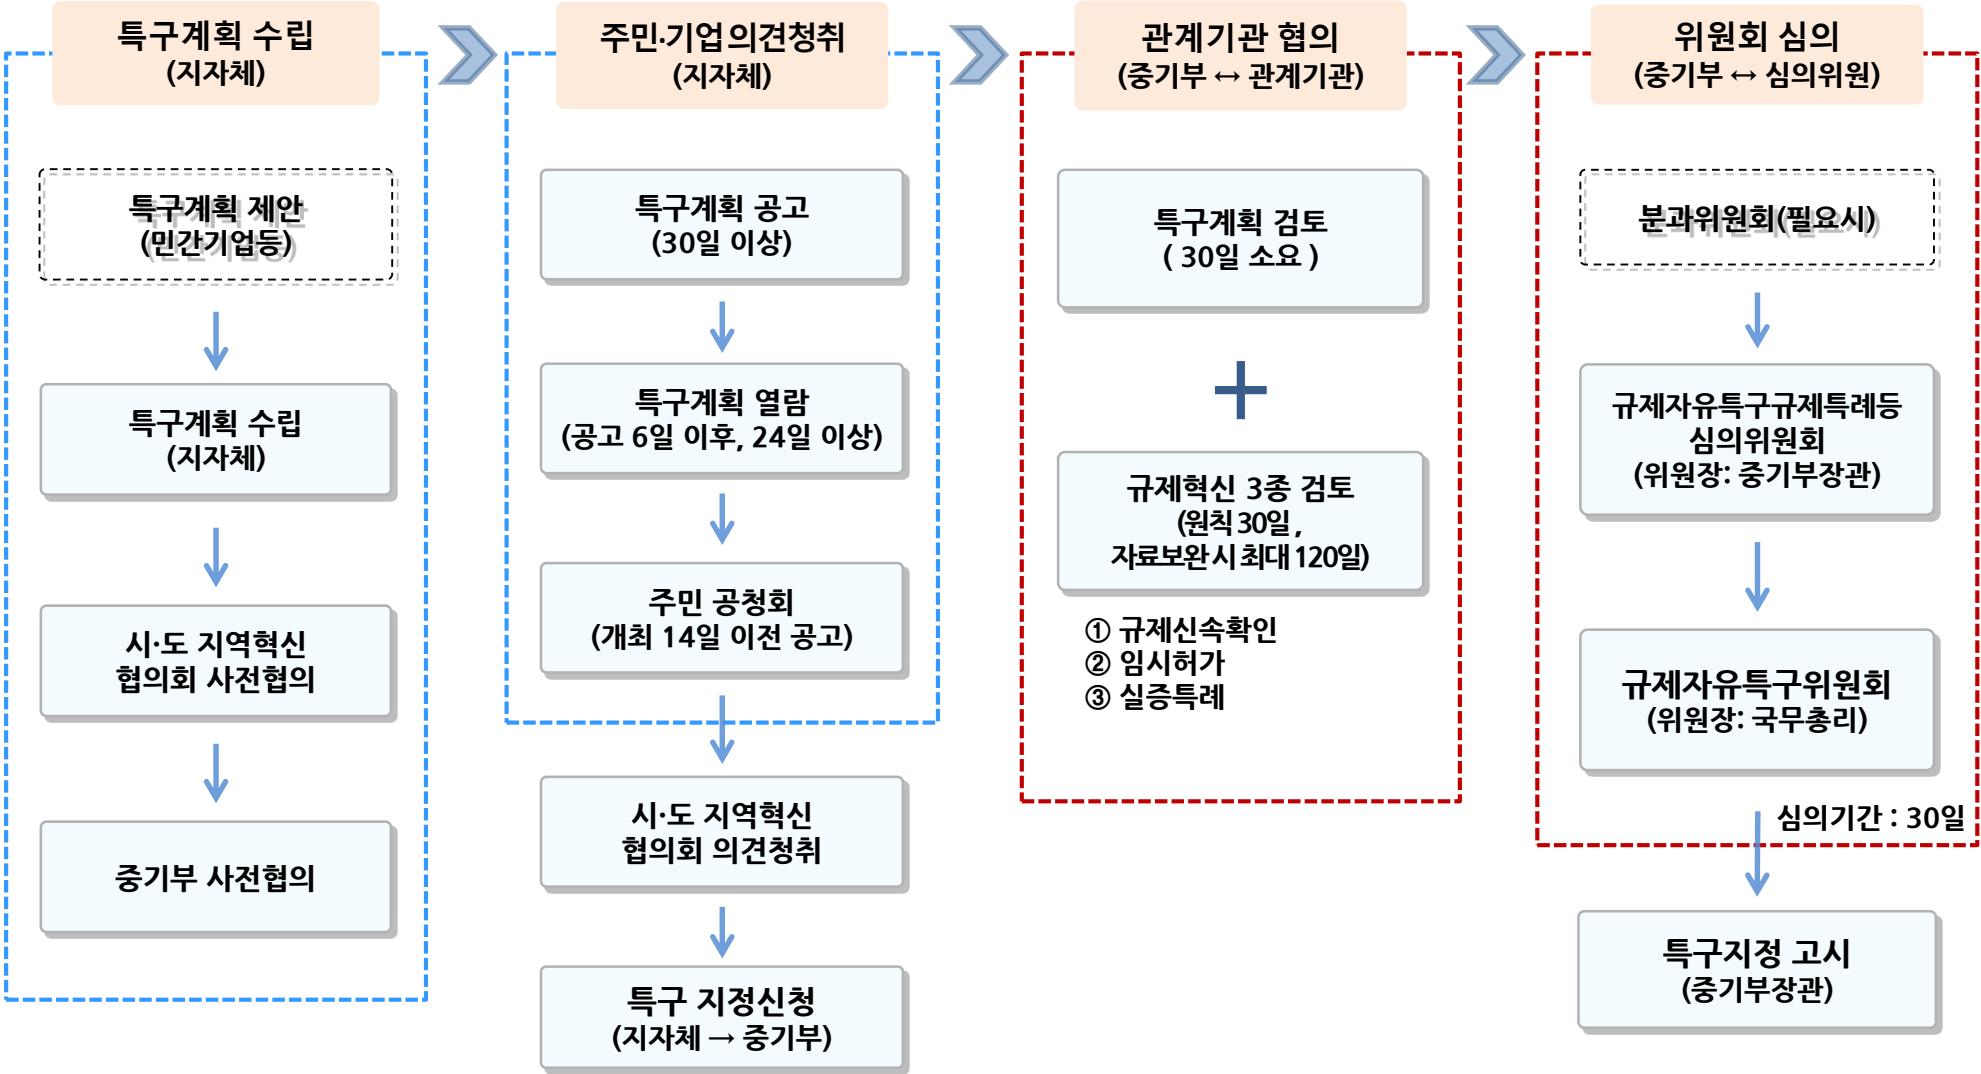 특구계획 수립
(지자체)
특구계획 제안
(민간기업등)
특구계획 수립
(지자체)
시·도 지역혁신
협의회 사전협의
중기부 사전협의
주민·기업 의견청취
(지자체)
특구계획 공고
(30일 이상)
특구계획 열람
(공고 6일 이후, 24일 이상)
주민 공청회
(개최 14일 이전 공고)
시·도 지역혁신
협의회 의견청취
특구 지정신청
(지자체 → 중기부)
관계기관 협의
(중기부 ↔ 관계기관)
특구계획 검토
( 30일 소요 )
규제혁신 3종 검토
(원칙 30일 ,
자료보완 시 최대 120일)
① 규제신속확인
② 임시허가
③ 실증특례
위원회 심의
(중기부 ↔ 심의위원)
분과위원회(필요시)
규제자유특구규제특례등
심의위원회
(위원장: 중기부장관)
규제자유특구위원회
(위원장: 국무총리)
심의기간 : 30일
특구지정 고시
(중기부장관)